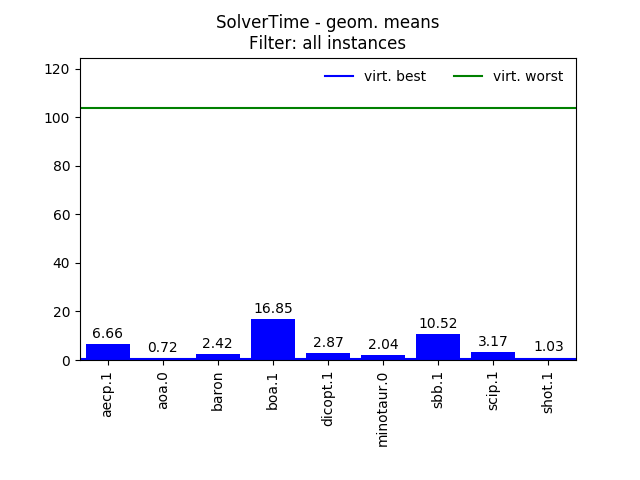 SolverTime - geom. means
Filter: all instances
virt. best
virt. worst
120
100
80
60
40
20
0
6.66
0.72
2.42
16.85
2.87
2.04
10.52
3.17
1.03
aecp.1
aoa.0
baron
boa.1
dicopt.1
minotaur.0
sbb.1
scip.1
shot.1